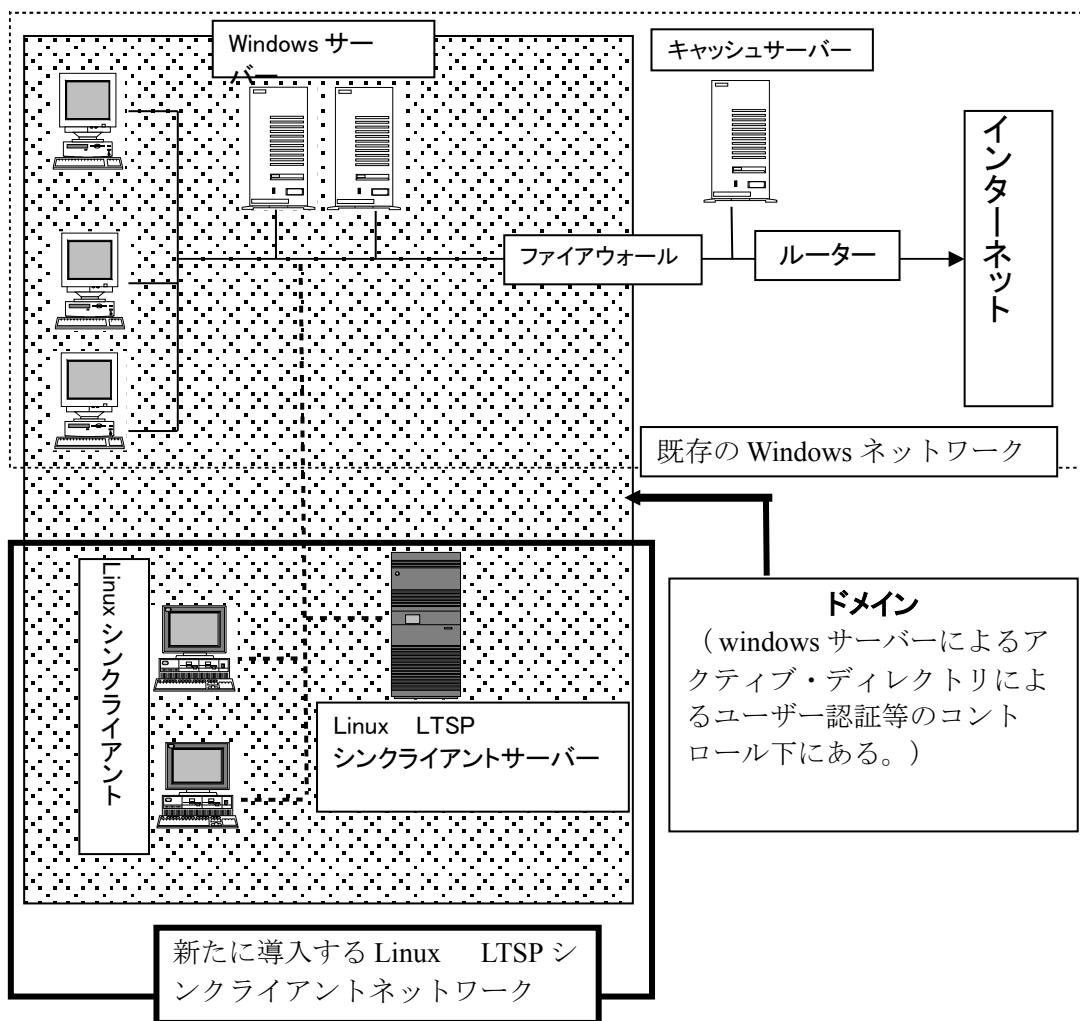 Windows サー
バー
キャッシュサーバー
インターネット
ファイアウォール
ルーター
既存の Windows ネットワーク
Linux シンクライアント
Linux LTSP
シンクライアントサーバー
ドメイン
（windows サーバーによるア
クティブ・ディレクトリによ
るユーザー認証等のコント
ロール下にある。）
新たに導入する Linux LTSP シ
ンクライアントネットワーク